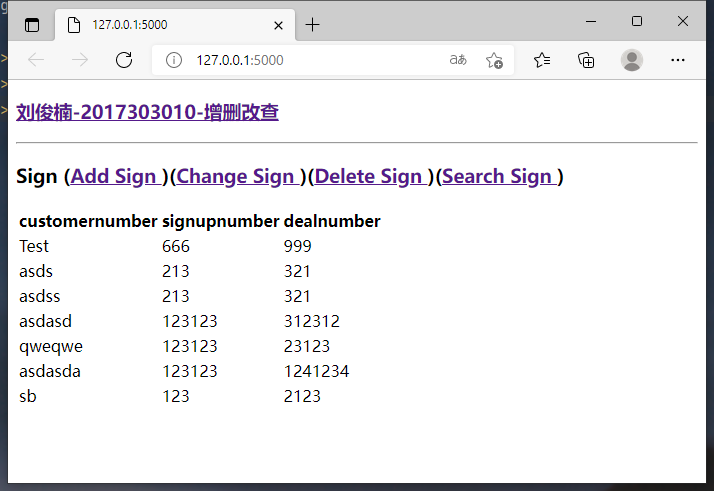 127.0.0.1:5000
127.0.0.1:5000
刘俊楠-2017303010-增删改查
Sign (Add Sign )(Change Sign )(Delete Sign )(Search Sign )
customernumber signupnumber dealnumber
Test 666 999
asds 213 321
asdss 213 321
asdasd 123123 312312
qweqwe 123123 23123
asdasda 123123 1241234
sb 123 2123